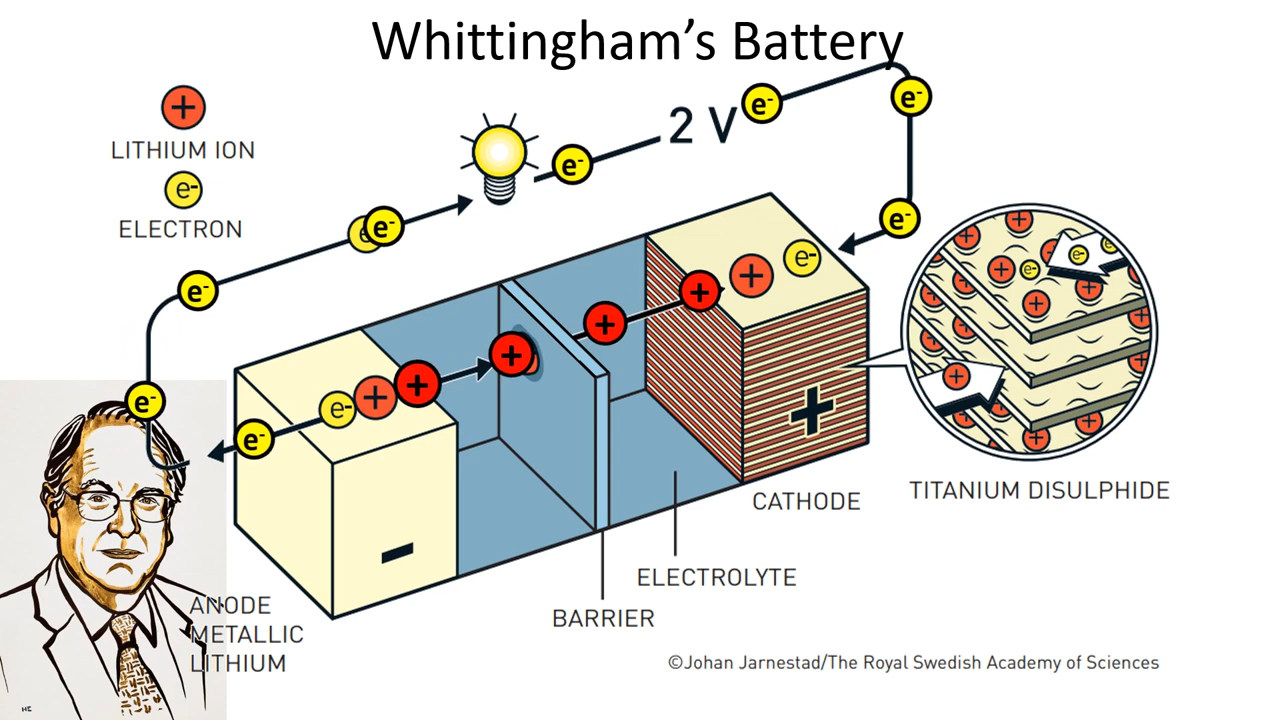 Whittingham’s Battery
+
LITHIUM ION
e-
ELECTRON
2 V
e-
e-
e-
e-
e-
e-
e-
e-
e-
e-
+
+
+
+
+
+
+
-
TITANIUM DISULPHIDE
CATHODE
ELECTROLYTE
BARRIER
ANODE
METALLIC
LITHIUM
©Johan Jarnestad/The Royal Swedish Academy of Sciences